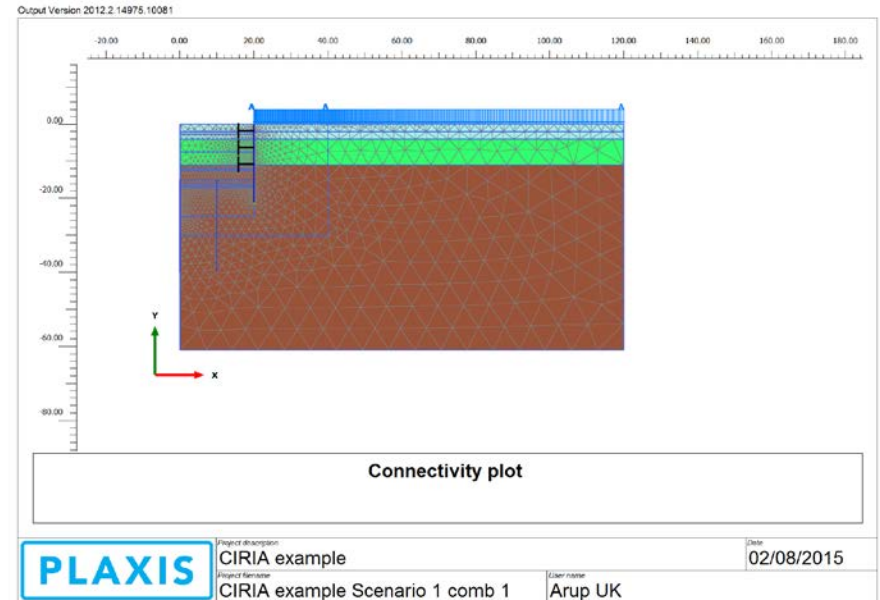 Output Version 2012.2.14975.10081
-20.00 0.00 20.00 40.00 60.00 80.00 100.00 120.00 140.00 160.00 180.00
A A A
0.00
-20.00
-40.00
-60.00
-80.00
Y
X
Connectivity plot
PLAXIS
Project description
CIRIA example
Date
02/08/2015
Project filename
CIRIA example Scenario 1 comb 1
User name
Arup UK